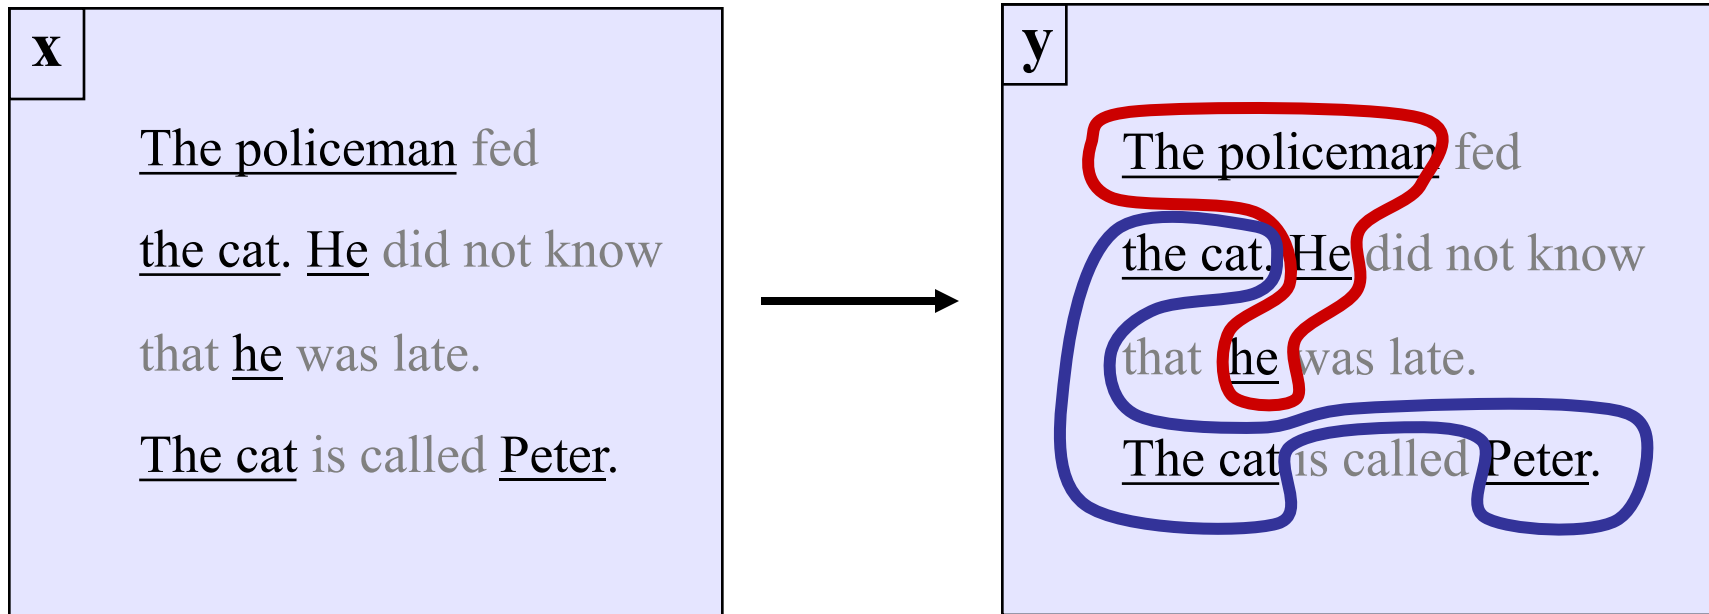 x
The policeman fed
the cat. He did not know
that he was late.
The cat is called Peter.
y
The policeman fed
the cat. He did not know
that he was late.
The cat is called Peter.